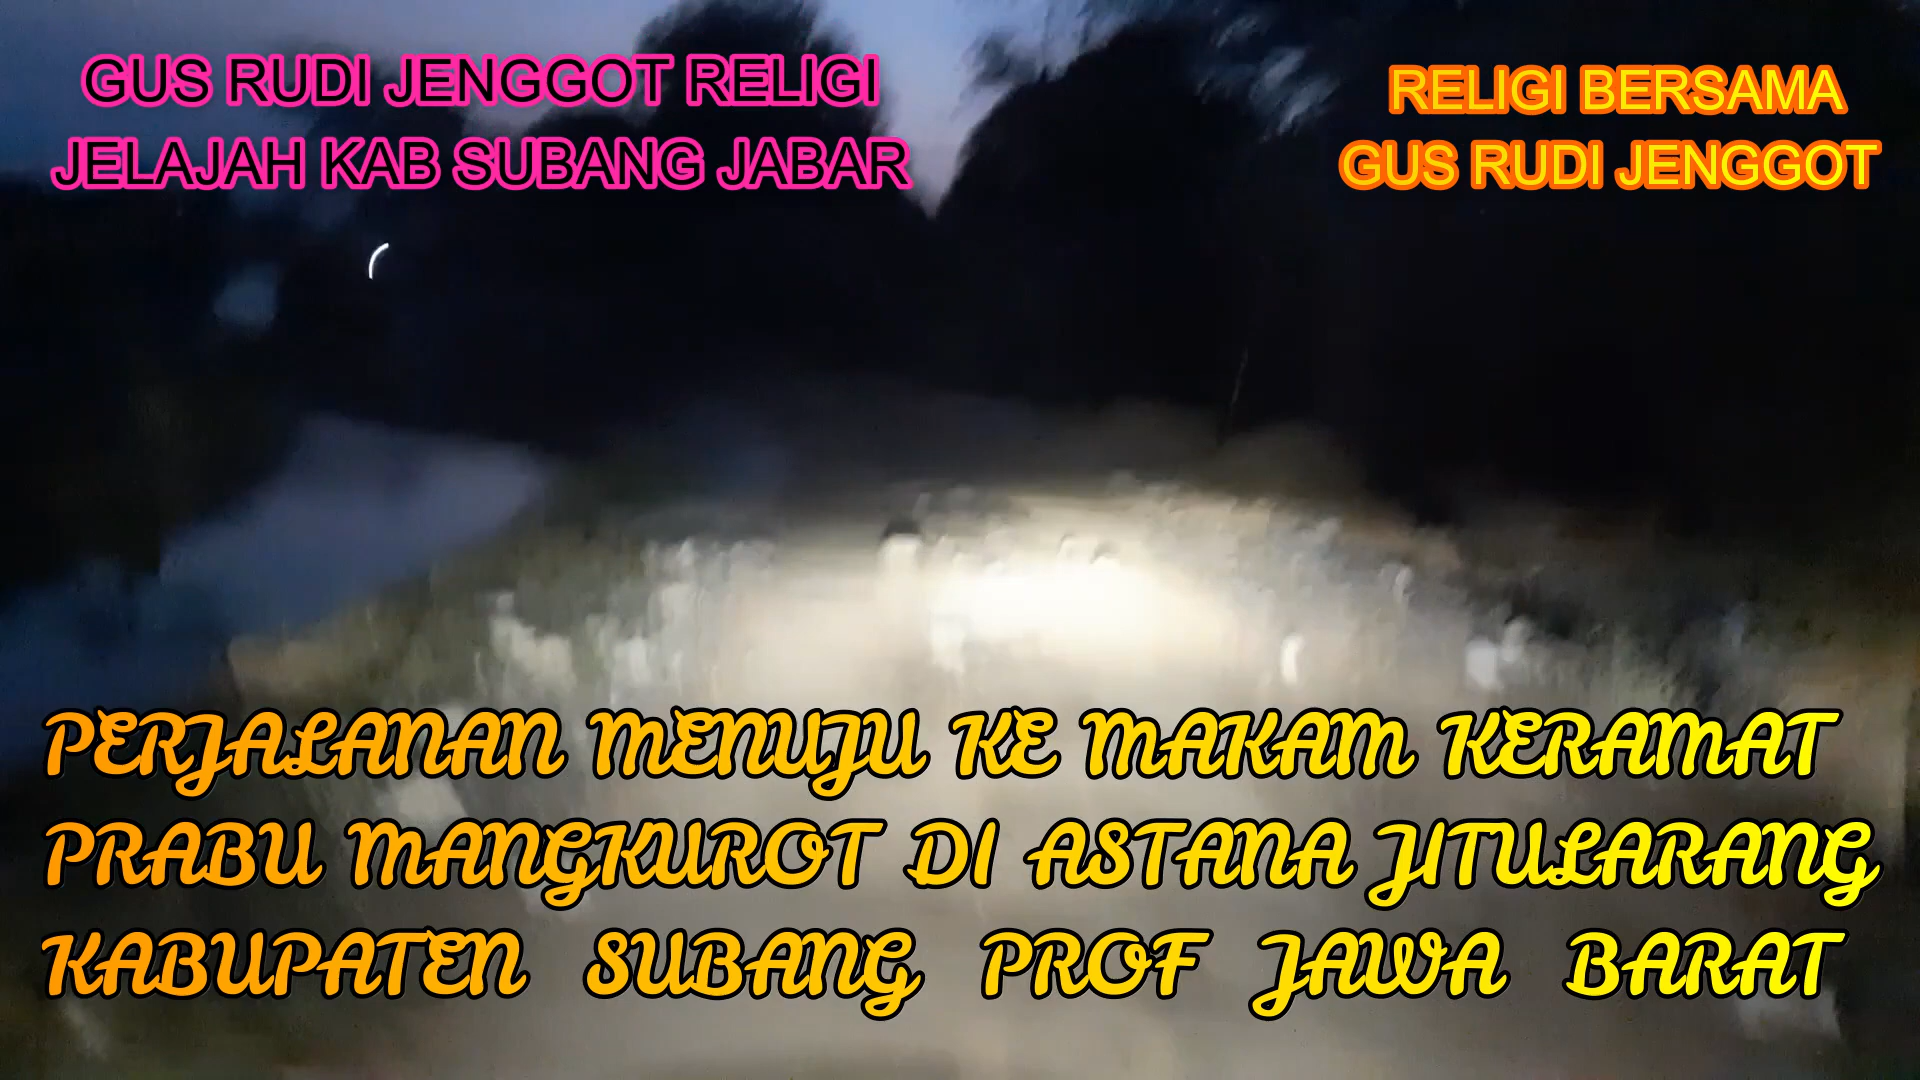 GUS RUDI JENGGOT RELIGI
JELAJAH KAB SUBANG JABAR
RELIGI BERSAMA
GUS RUDI JENGGOT
PERJALANAN MENUJU KE MAKAM KERAMAT
PRABU MANGKUROT DI ASTANA JITULARANG
KABUPATEN SUBANG PROF JAWA BARAT